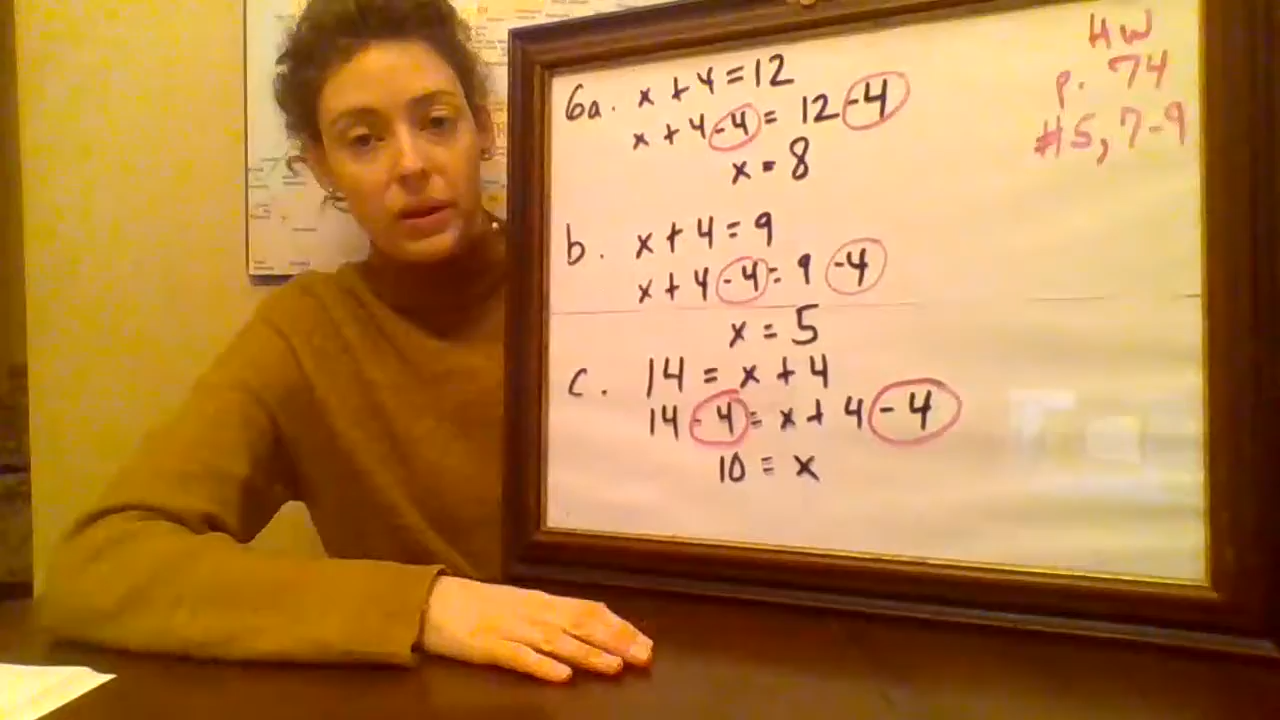 6a. x + 4 = 12
x + 4 - 4 = 12 - 4
x = 8
b. x + 4 = 9
x + 4 - 4 = 9 - 4
x = 5
c. 14 = x + 4
14 - 4 = x + 4 - 4
10 = x
HW
p. 74
#5, 7-9